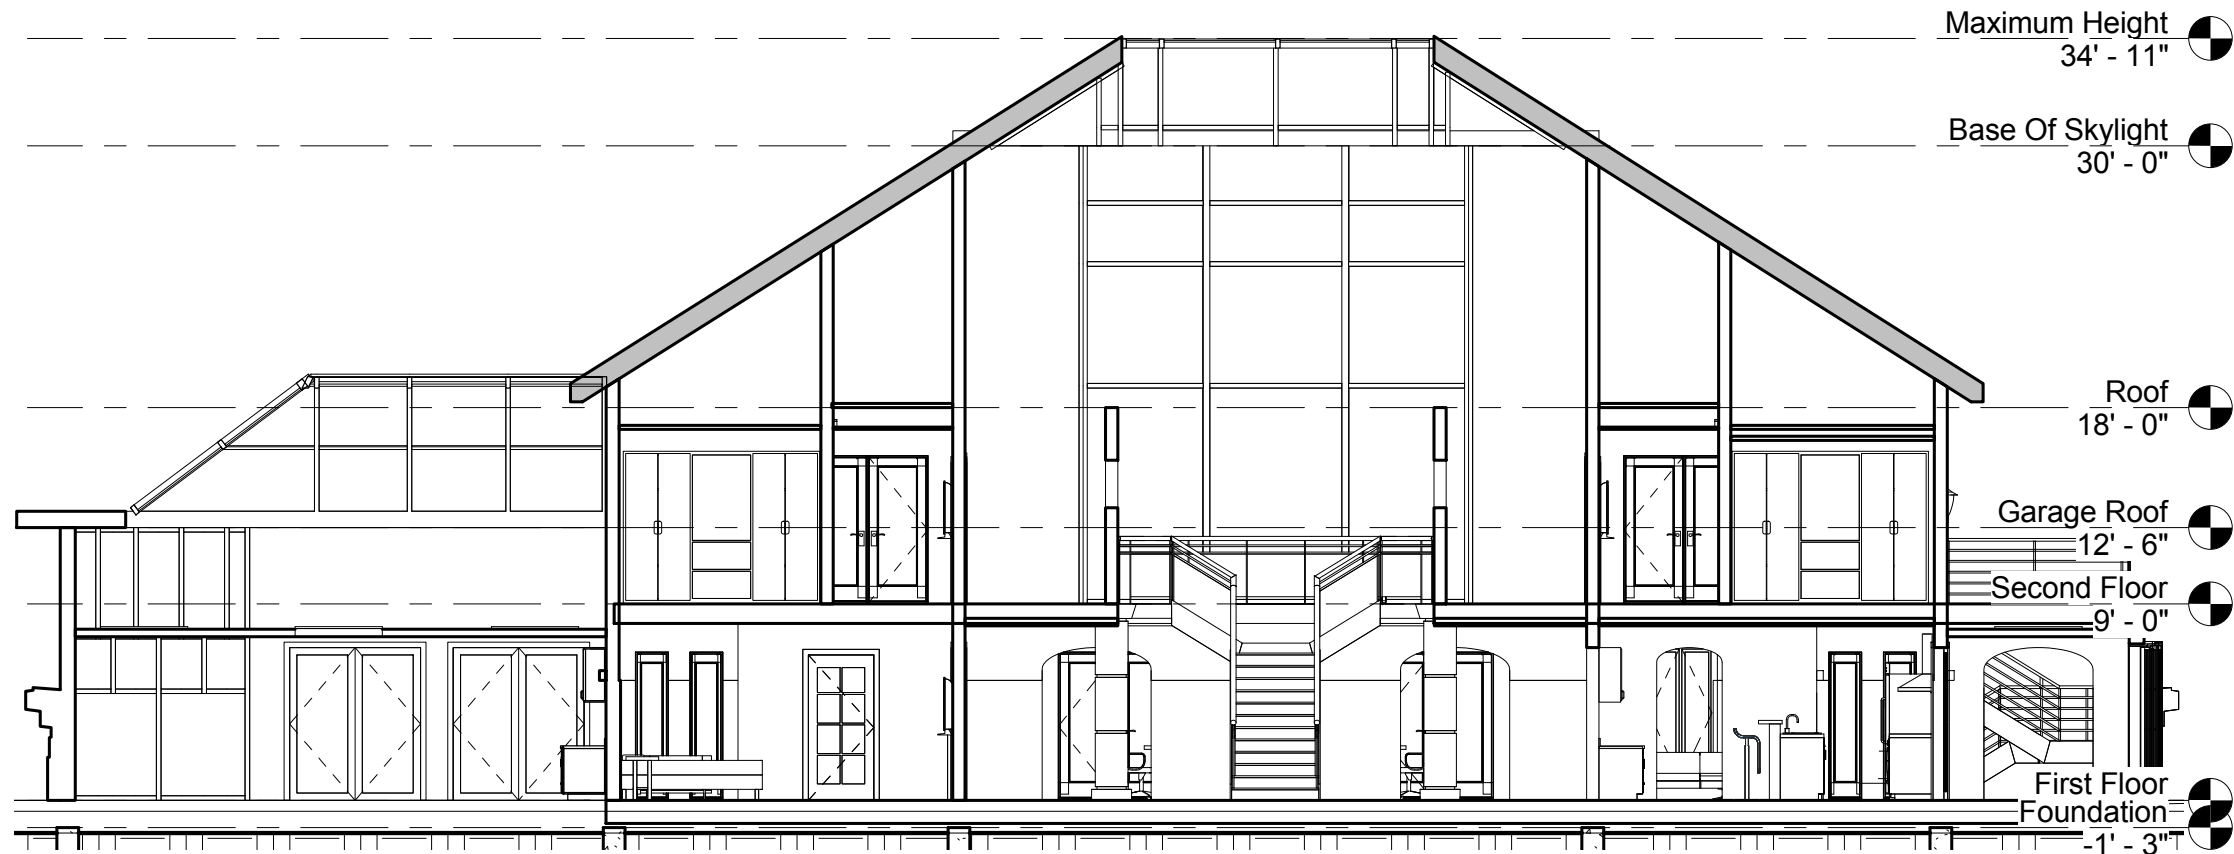 Maximum Height
34' - 11"
Base Of Skylight
30' - 0"
Roof
18' - 0"
Garage Roof
12' - 6"
Second Floor
9' - 0"
First Floor
Foundation
-1' - 3"